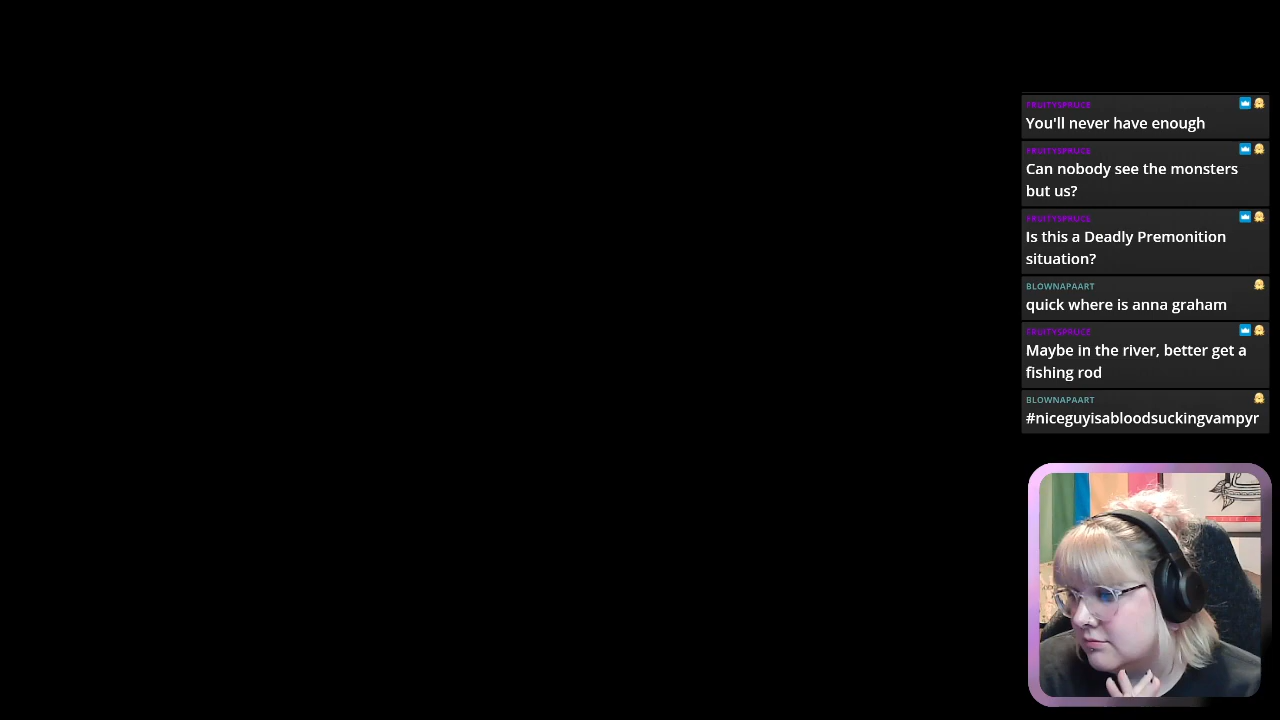 FRUITYSPRUCE
You'll never have enough
FRUITYSPRUCE
Can nobody see the monsters
but us?
FRUITYSPRUCE
Is this a Deadly Premonition
situation?
BLOWNAPAART
quick where is anna graham
FRUITYSPRUCE
Maybe in the river, better get a
fishing rod
BLOWNAPAART
#niceguyisabloodsuckingvampyr